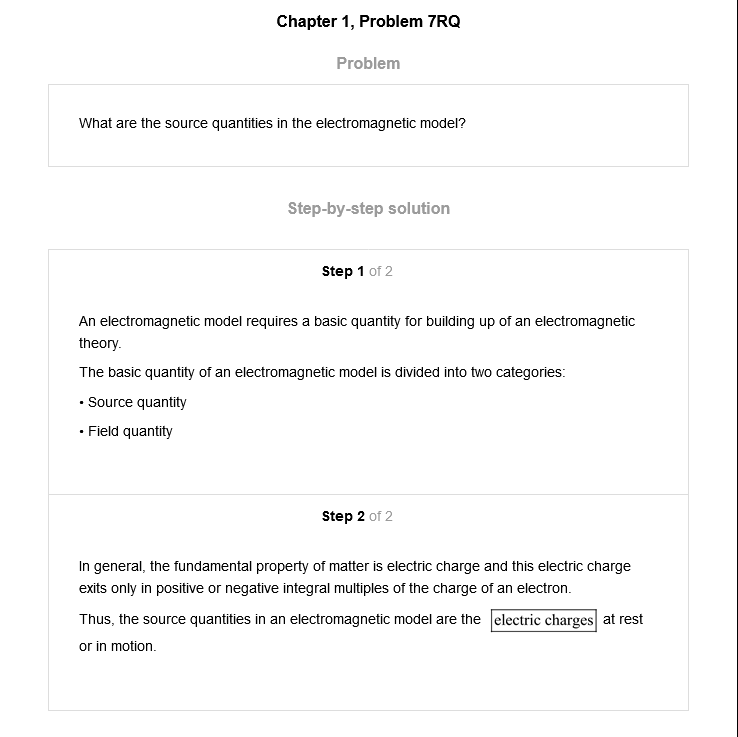 Chapter 1, Problem 7RQ
Problem
What are the source quantities in the electromagnetic model?
Step-by-step solution
Step 1 of 2
An electromagnetic model requires a basic quantity for building up of an electromagnetic
theory.
The basic quantity of an electromagnetic model is divided into two categories:
• Source quantity
• Field quantity
Step 2 of 2
In general, the fundamental property of matter is electric charge and this electric charge
exits only in positive or negative integral multiples of the charge of an electron.
Thus, the source quantities in an electromagnetic model are the electric charges at rest
or in motion.